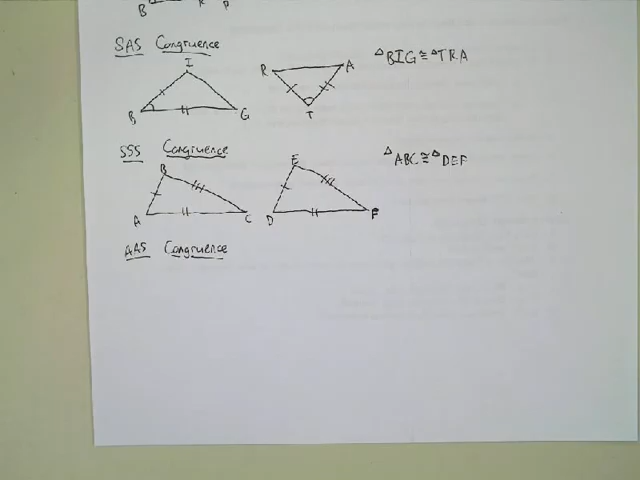 B R P
SAS Congruence
I
R A
△BIG ≅ △TRA
B G
T
SSS Congruence
B
E
△ABC ≅ △DEF
A C D F
AAS Congruence